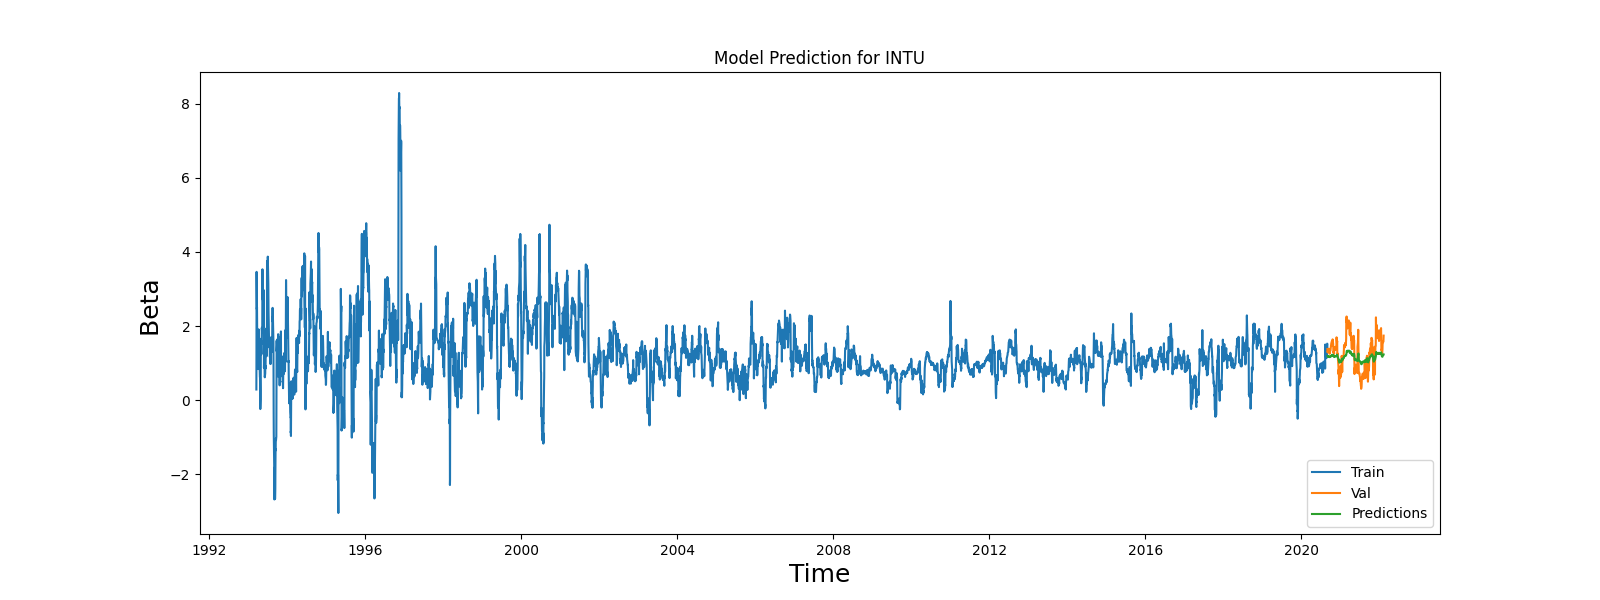 Model Prediction for INTU
Beta
8
6
4
2
0
−2
1992 1996 2000 2004 2008 2012 2016 2020
Time
Train
Val
Predictions